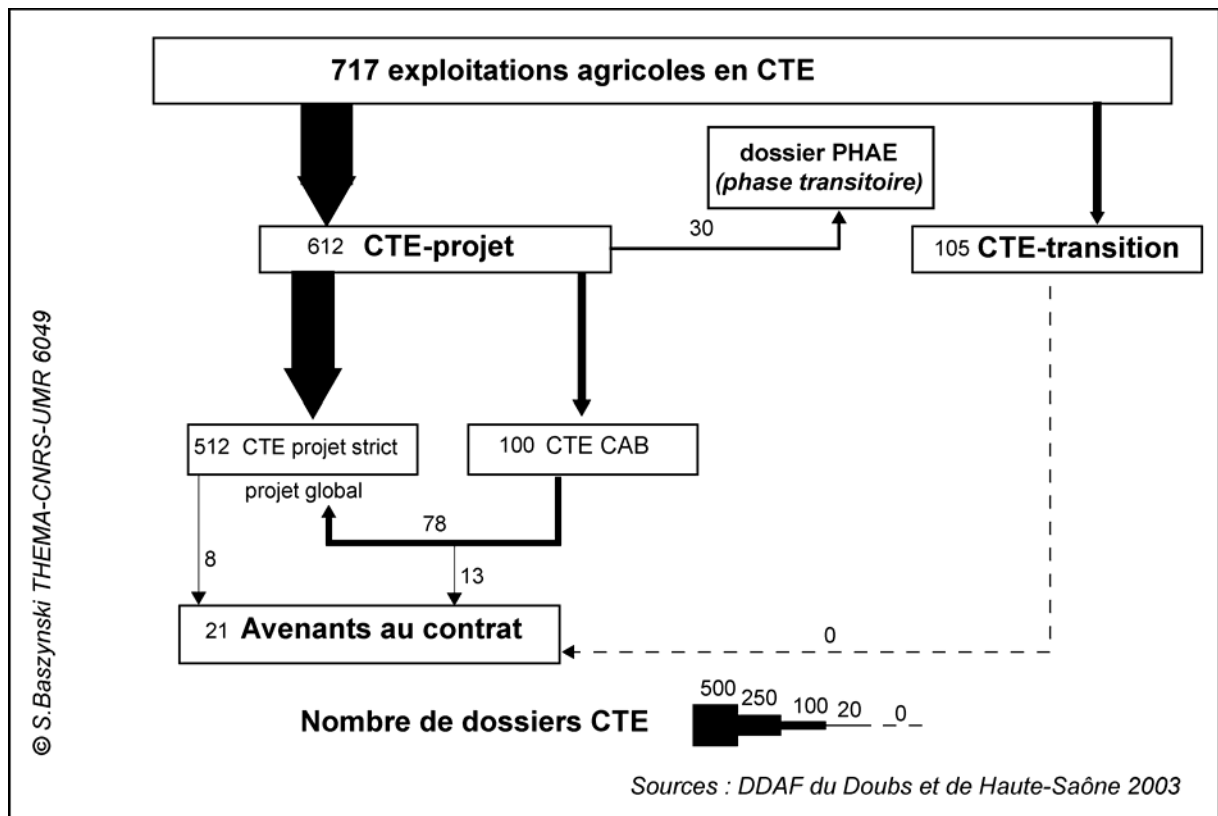 717 exploitations agricoles en CTE
dossier PHAE
(phase transitoire)
30
612 CTE-projet
105 CTE-transition
512 CTE projet strict
100 CTE CAB
projet global
78
8
13
21 Avenants au contrat
0
Nombre de dossiers CTE
500
250
100
20
0
Sources : DDAF du Doubs et de Haute-Saône 2003
© S.Baszynski THEMA-CNRS-UMR 6049